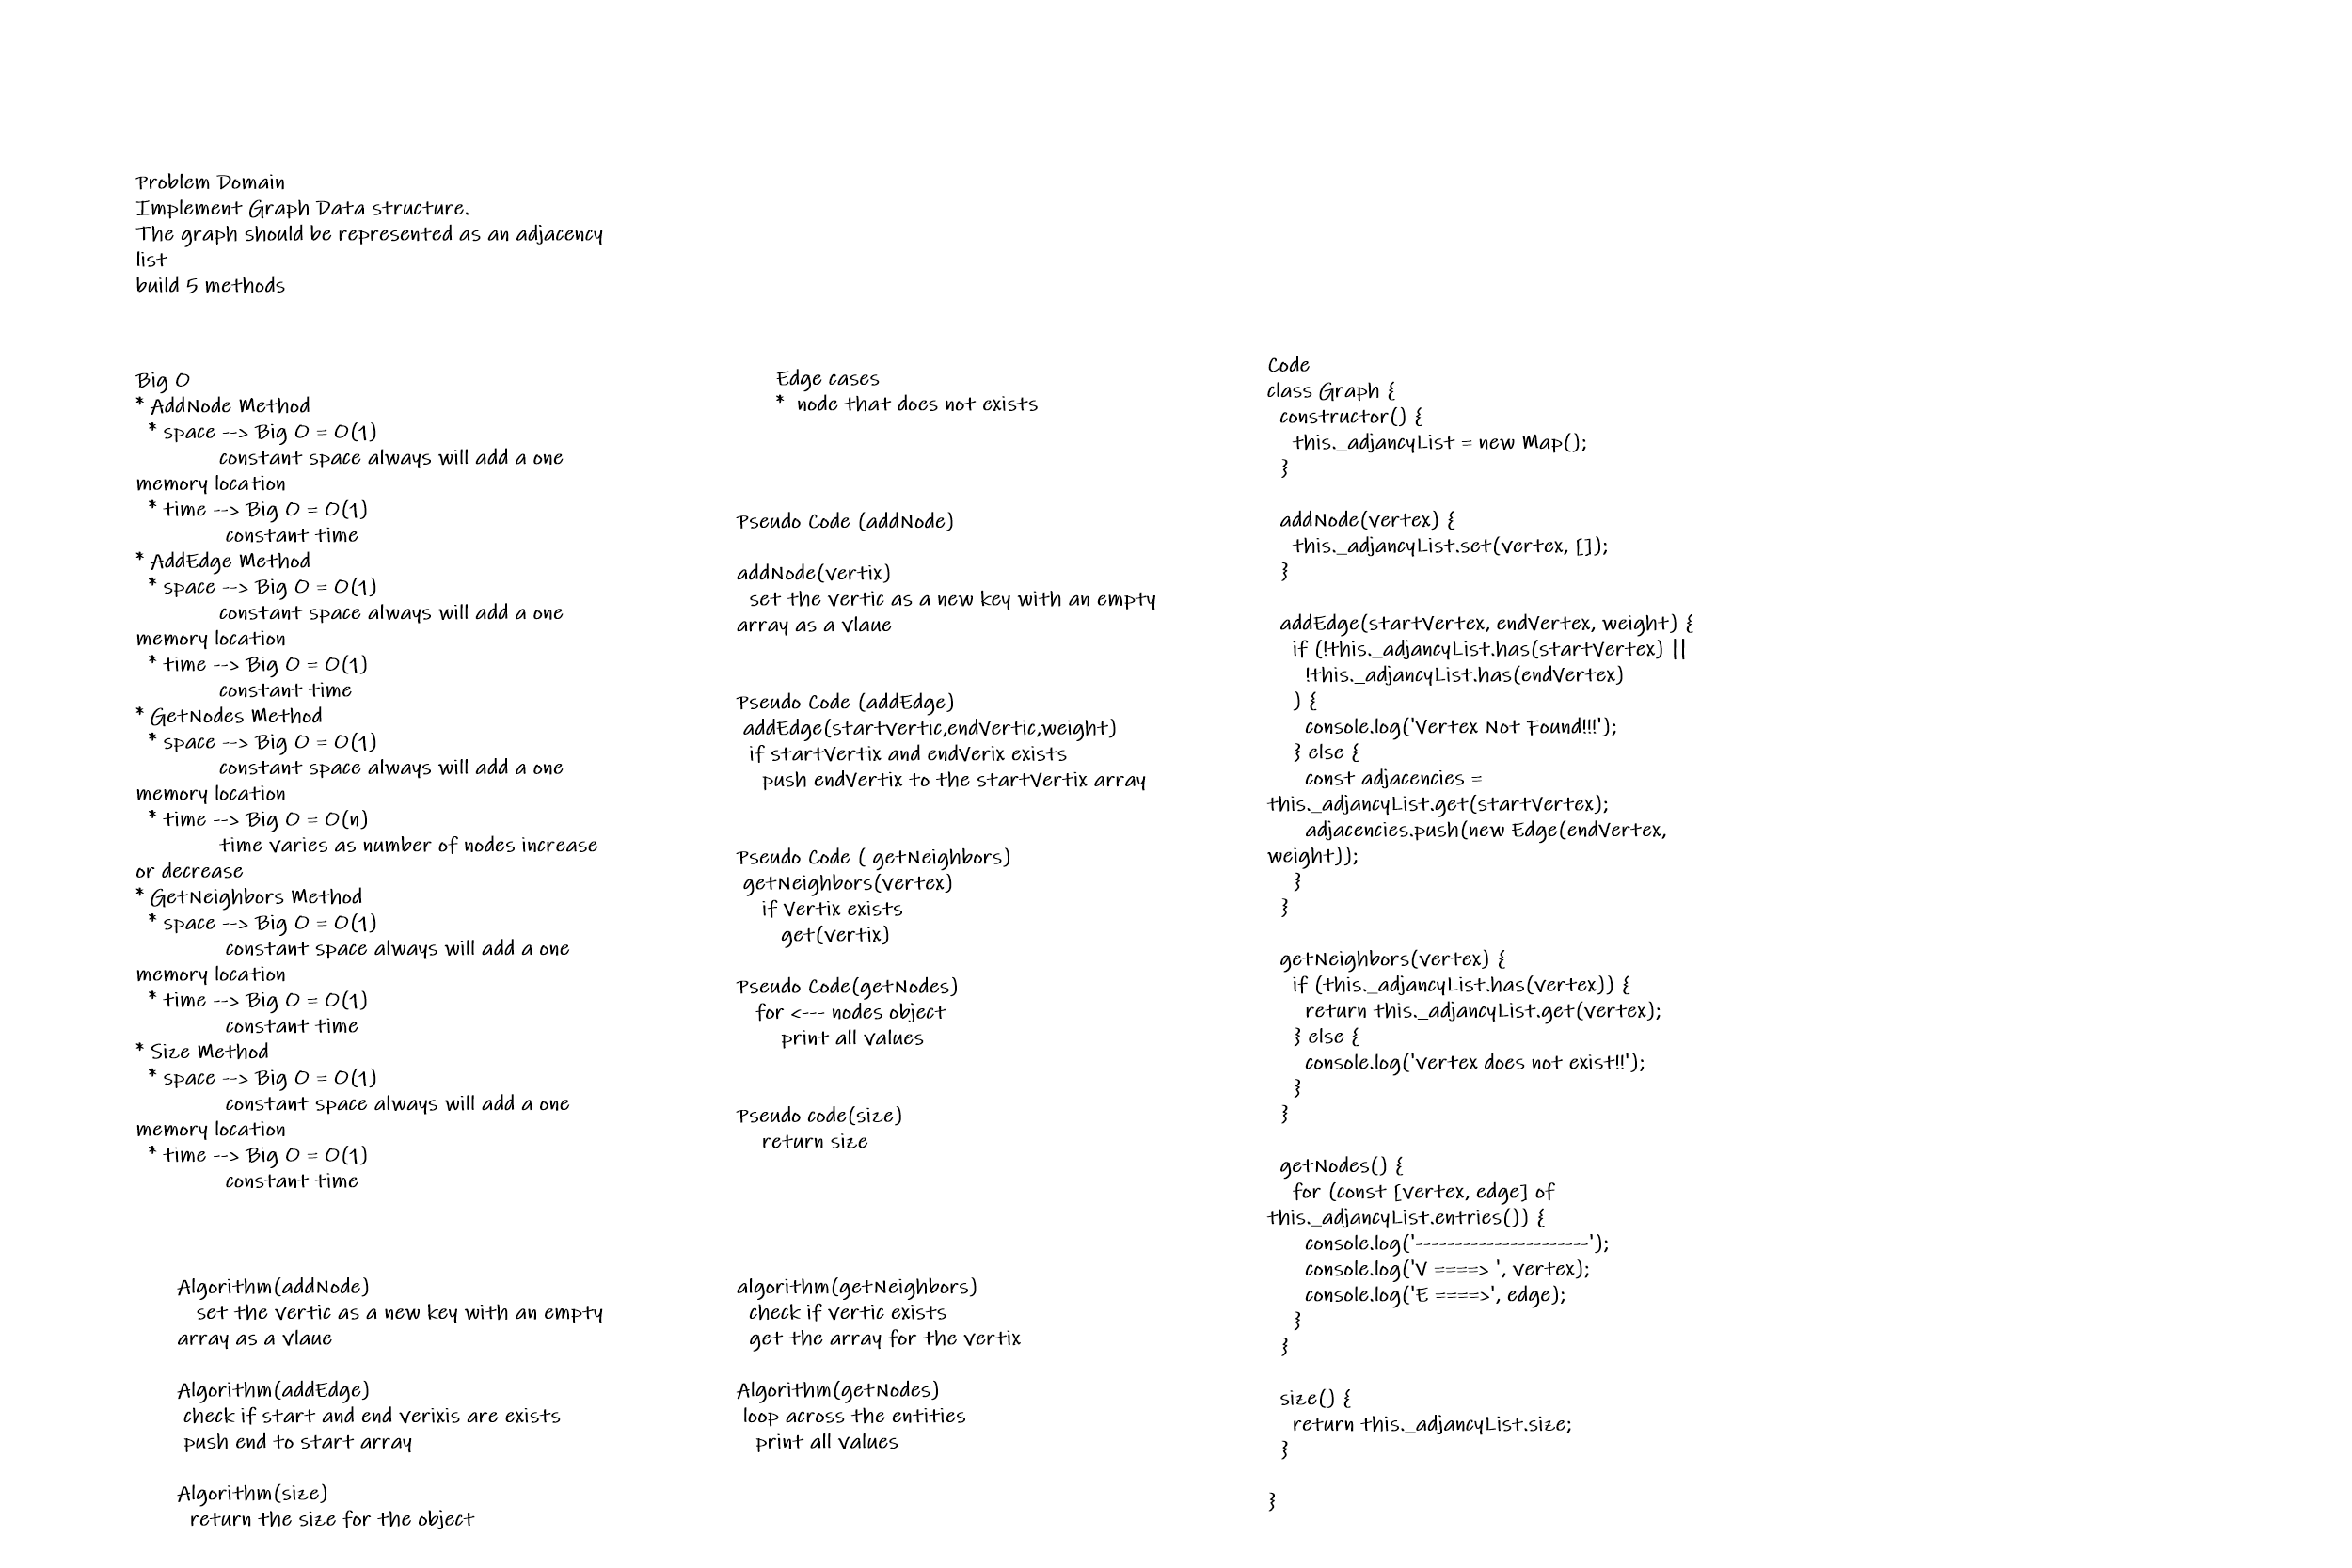 Problem Domain
Implement Graph Data structure.
The graph should be represented as an adjacency
list
build 5 methods
Big O
* AddNode Method
* space --> Big O = O(1)
constant space always will add a one
memory location
* time --> Big O = O(1)
constant time
* AddEdge Method
* space --> Big O = O(1)
constant space always will add a one
memory location
* time --> Big O = O(1)
constant time
* GetNodes Method
* space --> Big O = O(1)
constant space always will add a one
memory location
* time --> Big O = O(n)
time varies as number of nodes increase
or decrease
* GetNeighbors Method
* space --> Big O = O(1)
constant space always will add a one
memory location
* time --> Big O = O(1)
constant time
* Size Method
* space --> Big O = O(1)
constant space always will add a one
memory location
* time --> Big O = O(1)
constant time
Algorithm(addNode)
set the vertic as a new key with an empty
array as a vlaue
Algorithm(addEdge)
check if start and end verixis are exists
push end to start array
Algorithm(size)
return the size for the object
Edge cases
* node that does not exists
Pseudo Code (addNode)
addNode(vertix)
set the vertic as a new key with an empty
array as a vlaue
Pseudo Code (addEdge)
addEdge(startvertic,endVertic,weight)
if startVertix and endVerix exists
push endVertix to the startVertix array
Pseudo Code ( getNeighbors)
getNeighbors(vertex)
if Vertix exists
get(vertix)
Pseudo Code(getNodes)
for <--- nodes object
print all values
Pseudo code(size)
return size
algorithm(getNeighbors)
check if vertic exists
get the array for the vertix
Algorithm(getNodes)
loop across the entities
print all values
Code
class Graph {
constructor() {
this._adjancyList = new Map();
}
addNode(vertex) {
this._adjancyList.set(vertex, []);
}
addEdge(startVertex, endVertex, weight) {
if (!this._adjancyList.has(startVertex) ||
!this._adjancyList.has(endVertex)
) {
console.log('Vertex Not Found!!!');
} else {
const adjacencies =
this._adjancyList.get(startVertex);
adjacencies.push(new Edge(endVertex,
weight));
}
}
getNeighbors(vertex) {
if (this._adjancyList.has(vertex)) {
return this._adjancyList.get(vertex);
} else {
console.log('vertex does not exist!!');
}
}
getNodes() {
for (const [vertex, edge] of
this._adjancyList.entries()) {
console.log('----------------------');
console.log('V ====> ', vertex);
console.log('E ====>', edge);
}
}
size() {
return this._adjancyList.size;
}
}